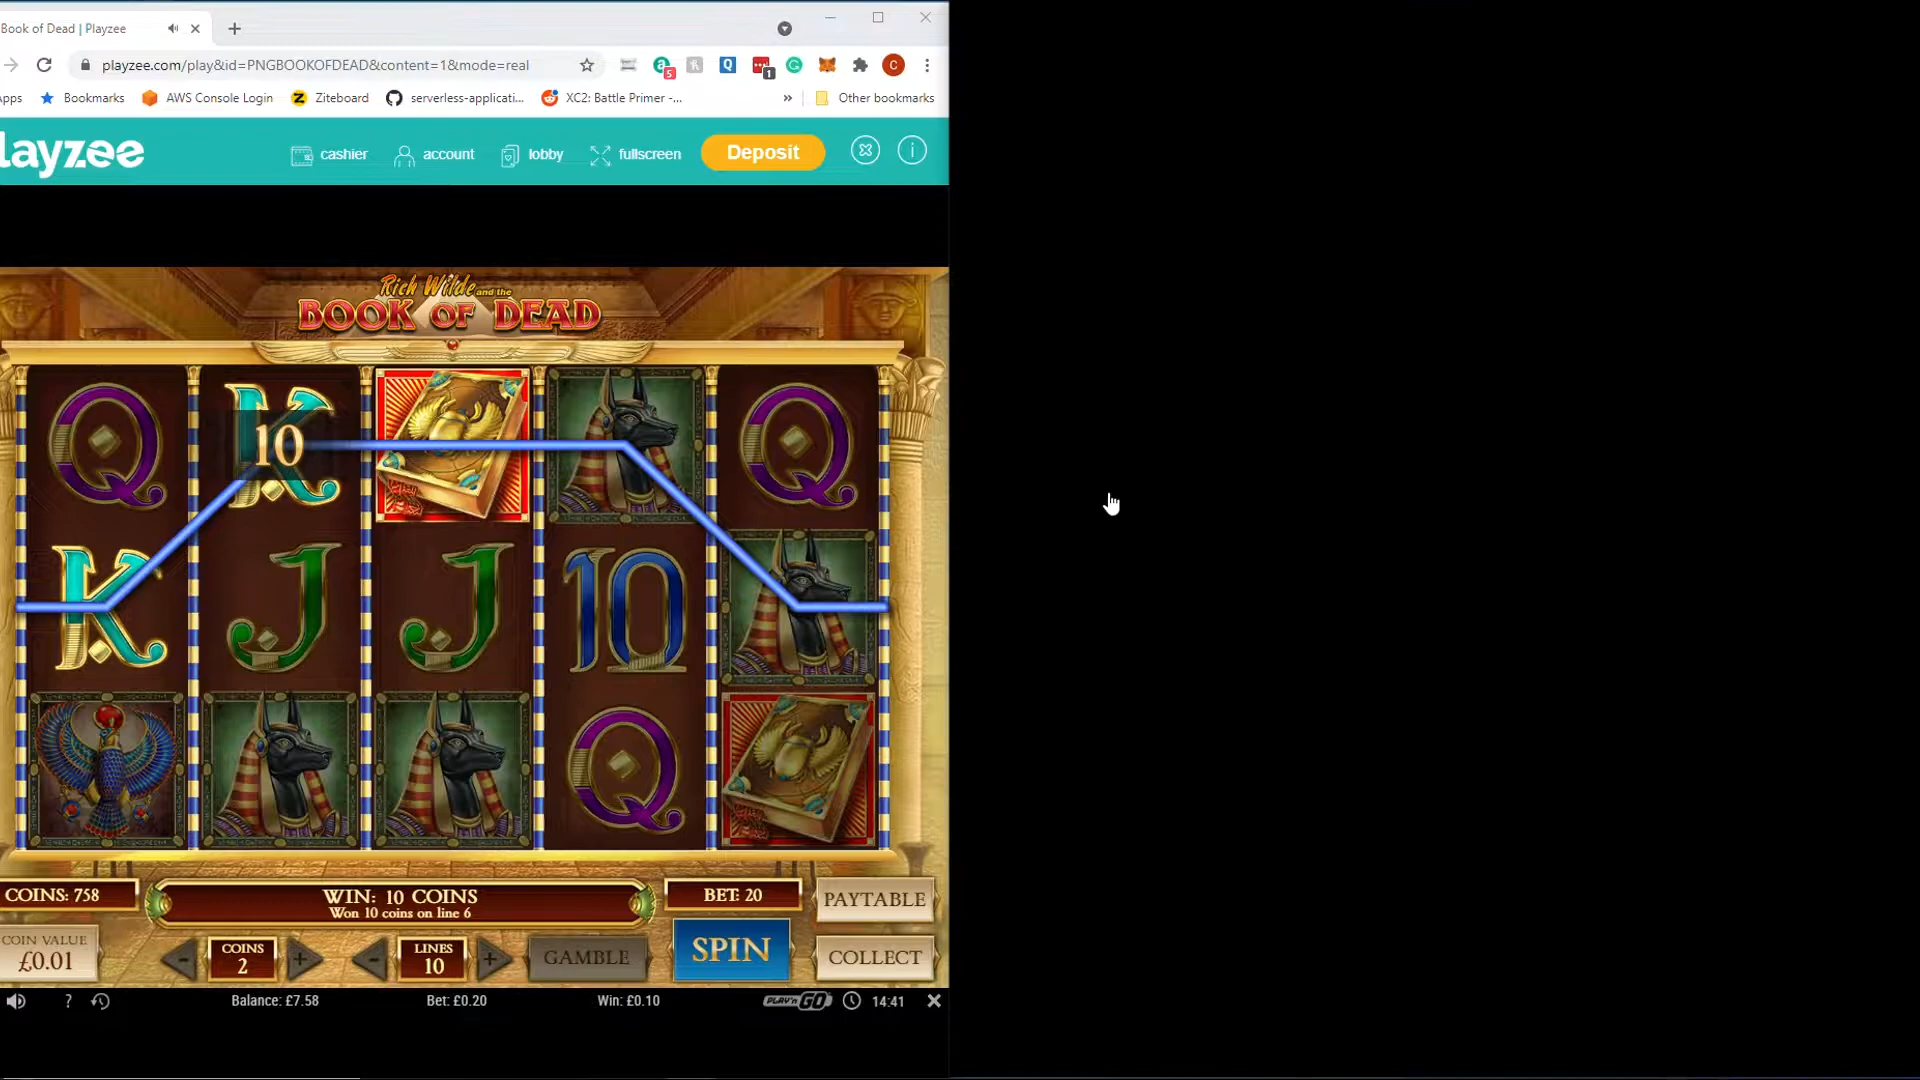 Book of Dead | Playzee
playzee.com/play&id=PNGBOOKOFDEAD&content=1&mode=real
5
Q
1
C
pps
Bookmarks
AWS Console Login
Ziteboard
serverless-applicati...
XC2: Battle Primer -...
»
Other bookmarks
layzee
cashier
account
lobby
fullscreen
Deposit
Rich Wilde and the
BOOK OF DEAD
Q
K
10
Q
K
J
J
10
Q
COINS: 758
WIN: 10 COINS
Won 10 coins on line 6
BET: 20
PAYTABLE
COIN VALUE
£0.01
-
COINS
2
+
-
LINES
10
+
GAMBLE
SPIN
COLLECT
?
Balance: £7.58
Bet: £0.20
Win: £0.10
PLAY'n GO
14:41